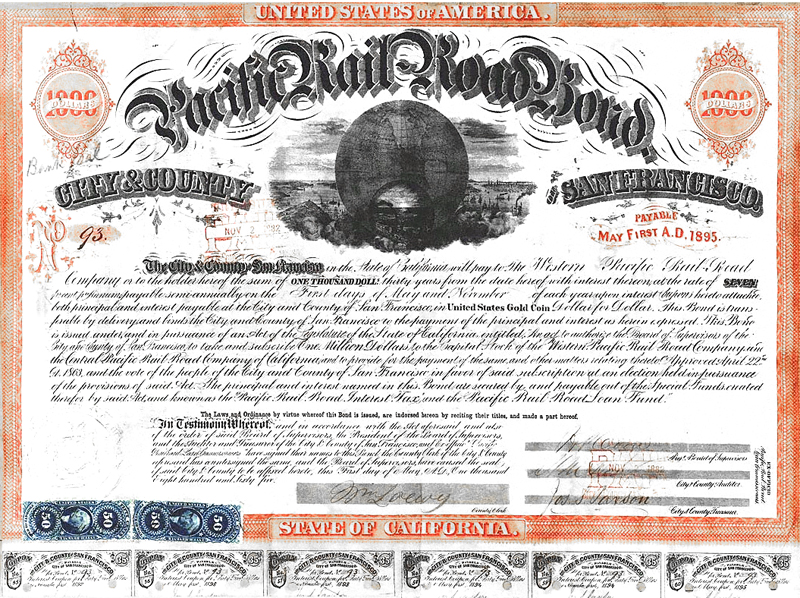 UNITED STATES OF AMERICA.
Pacific Rail-Road Bond,
1000
DOLLARS
1000
DOLLARS
CITY & COUNTY
OF SAN FRANCISCO.
PAYABLE
MAY FIRST A.D. 1895.
No 93.
NOV 2 1892
The City & County of San Francisco in the State of California will pay to the Western Pacific Rail-Road
Company or to the holder hereof the sum of ONE THOUSAND DOLLs thirty years from the date hereof with interest thereon, at the rate of SEVEN
per cent per annum, payable semi-annually on the First days of May and November of each year upon interest coupons hereto attached,
both principal and interest payable at the City and County of San Francisco, in United States Gold Coin Dollar for Dollar. This Bond is trans-
ferable by delivery, and binds the City and County of San Francisco to the payment of the principal and interest as herein expressed. This Bond
is issued under, and in pursuance of an Act of the Legislature of the State of California entitled, "An act to authorize the Board of Supervisors of the
City and County of San Francisco, to take and subscribe One Million Dollars to the Capital Stock of the Western Pacific Rail Road Company and
the Central Pacific Rail Road Company of California, and to provide for the payment of the same, and other matters relating thereto" Approved April 22nd
1863, and the vote of the people of the City and County of San Francisco in favor of said subscription at an election held in pursuance
of the provisions of said Act. The principal and interest named in this Bond are secured by, and payable out of the Special Funds, created
therefor by said Act, and known as the "Pacific Rail Road Interest Tax" and the "Pacific Rail Road Loan Fund."
The Laws, and Ordinance by virtue whereof this Bond is issued, are indorsed hereon by reciting their titles, and made a part hereof.
In Testimony Whereof, and in accordance with the Act aforesaid and also
of the order of said Board of Supervisors, the President of the Board of Supervisors,
and the Auditor and Treasurer of the City & County of San Francisco,
have signed their names to this Bond, the County Clerk of the City & County
aforesaid has countersigned the same, and the Board of Supervisors, have caused the seal
of said City & County to be affixed hereto, this First day of May, A.D. One thousand
Eight hundred and sixty five.
Wm Loewy
County Clerk
Board of Supervisors
City & County Auditor
City & County Treasurer
50
50
50
50
STATE OF CALIFORNIA.
CITY & COUNTY OF SAN FRANCISCO
CITY & COUNTY OF SAN FRANCISCO
CITY & COUNTY OF SAN FRANCISCO
CITY & COUNTY OF SAN FRANCISCO
CITY & COUNTY OF SAN FRANCISCO
CITY & COUNTY OF SAN FRANCISCO